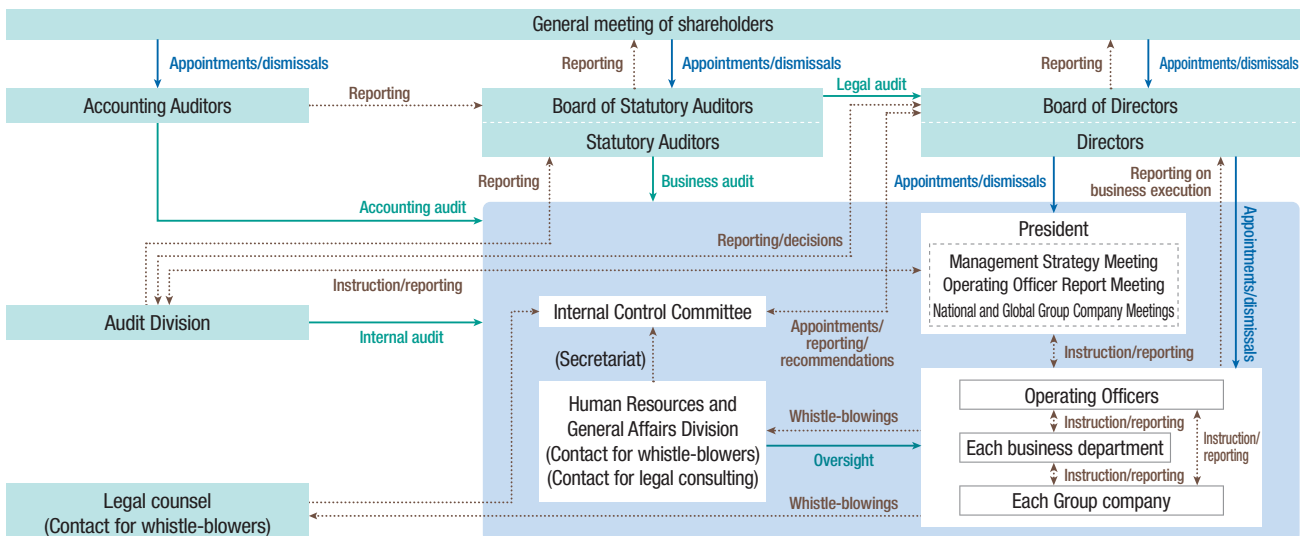 General meeting of shareholders
Appointments/dismissals
Reporting
Appointments/dismissals
Reporting
Appointments/dismissals
Accounting Auditors
Reporting
Board of Statutory Auditors
Legal audit
Board of Directors
Statutory Auditors
Directors
Reporting
Business audit
Appointments/dismissals
Reporting on
business execution
Accounting audit
Appointments/dismissals
President
Reporting/decisions
Management Strategy Meeting
Operating Officer Report Meeting
National and Global Group Company Meetings
Instruction/reporting
Audit Division
Internal audit
Internal Control Committee
Appointments/
reporting/
recommendations
(Secretariat)
Instruction/reporting
Human Resources and
General Affairs Division
(Contact for whistle-blowers)
(Contact for legal consulting)
Whistle-blowings
Oversight
Operating Officers
Instruction/reporting
Each business department
Instruction/
reporting
Instruction/reporting
Each Group company
Legal counsel
(Contact for whistle-blowers)
Whistle-blowings